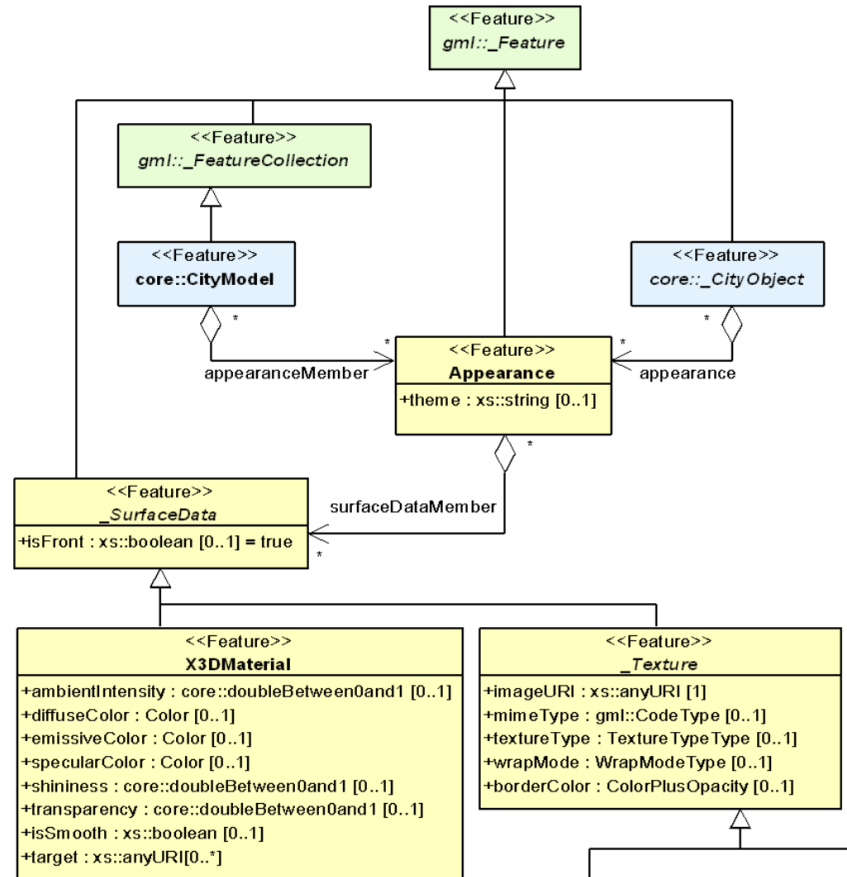 <<Feature>>
gml::_Feature
<<Feature>>
gml::_FeatureCollection
<<Feature>>
core::CityModel
<<Feature>>
core::_CityObject
*
*
*
*
appearanceMember
appearance
<<Feature>>
Appearance
+theme : xs::string [0..1]
*
surfaceDataMember
*
<<Feature>>
_SurfaceData
+isFront : xs::boolean [0..1] = true
<<Feature>>
X3DMaterial
+ambientIntensity : core::doubleBetween0and1 [0..1]
+diffuseColor : Color [0..1]
+emissiveColor : Color [0..1]
+specularColor : Color [0..1]
+shininess : core::doubleBetween0and1 [0..1]
+transparency : core::doubleBetween0and1 [0..1]
+isSmooth : xs::boolean [0..1]
+target : xs::anyURI[0..*]
<<Feature>>
_Texture
+imageURI : xs::anyURI [1]
+mimeType : gml::CodeType [0..1]
+textureType : TextureTypeType [0..1]
+wrapMode : WrapModeType [0..1]
+borderColor : ColorPlusOpacity [0..1]